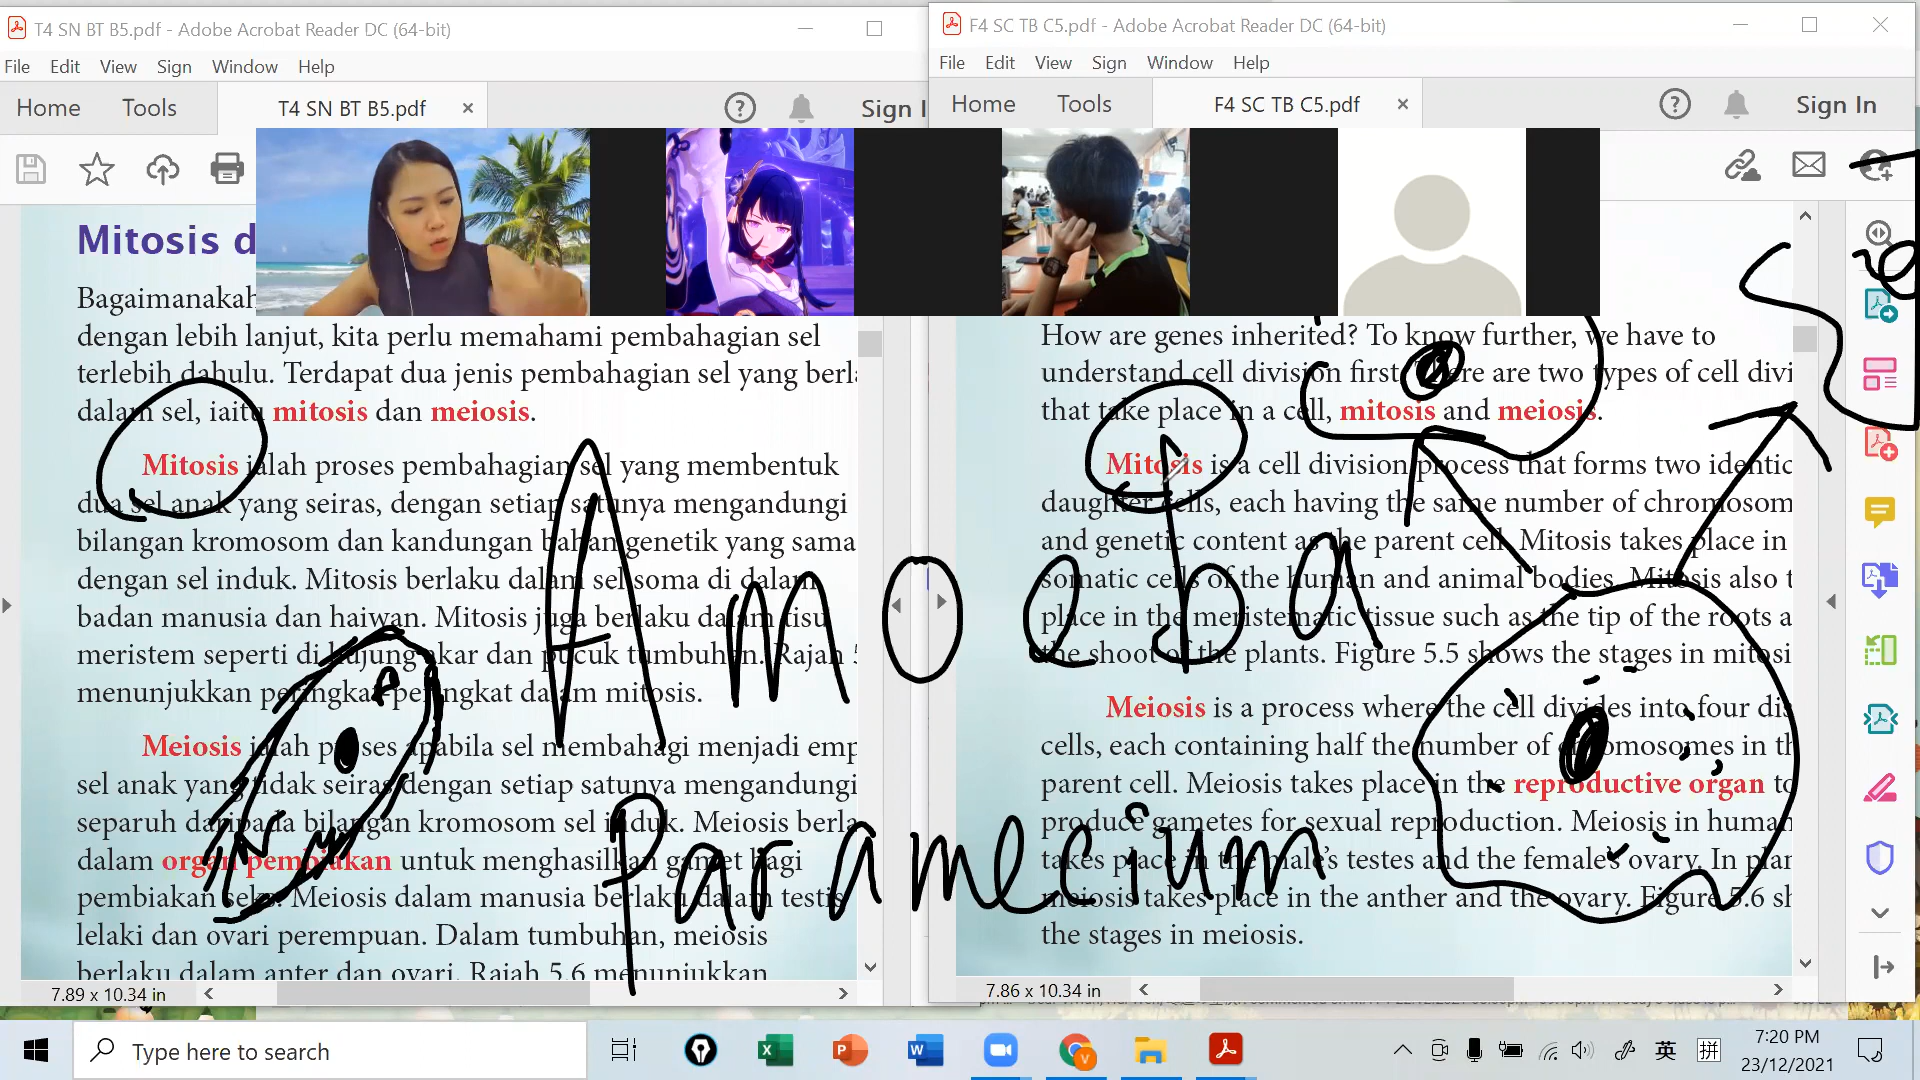 T4 SN BT B5.pdf - Adobe Acrobat Reader DC (64-bit)
File Edit View Sign Window Help
Home Tools T4 SN BT B5.pdf × Sign I
Mitosis d
Bagaimanakah
dengan lebih lanjut, kita perlu memahami pembahagian sel
terlebih dahulu. Terdapat dua jenis pembahagian sel yang berl
dalam sel, iaitu mitosis dan meiosis.
Mitosis ialah proses pembahagian sel yang membentuk
dua sel anak yang seiras, dengan setiap satunya mengandungi
bilangan kromosom dan kandungan bahan genetik yang sama
dengan sel induk. Mitosis berlaku dalam sel soma di dalam
badan manusia dan haiwan. Mitosis juga berlaku dalam tisu
meristem seperti di hujung akar dan pucuk tumbuhan. Rajah 5
menunjukkan peringkat-peringkat dalam mitosis.
Meiosis ialah proses apabila sel membahagi menjadi emp
sel anak yang tidak seiras dengan setiap satunya mengandungi
separuh daripada bilangan kromosom sel induk. Meiosis berla
dalam organ pembiakan untuk menghasilkan gamet bagi
pembiakan seks. Meiosis dalam manusia berlaku dalam testis
lelaki dan ovari perempuan. Dalam tumbuhan, meiosis
berlaku dalam anter dan ovari. Rajah 5.6 menunjukkan
7.89 x 10.34 in
F4 SC TB C5.pdf - Adobe Acrobat Reader DC (64-bit)
File Edit View Sign Window Help
Home Tools F4 SC TB C5.pdf × Sign In
How are genes inherited? To know further, we have to
understand cell division first. There are two types of cell divi
that take place in a cell, mitosis and meiosis.
Mitosis is a cell division process that forms two identic
daughter cells, each having the same number of chromosom
and genetic content as the parent cell. Mitosis takes place in
somatic cells of the human and animal bodies. Mitosis also t
place in the meristematic tissue such as the tip of the roots a
the shoot of the plants. Figure 5.5 shows the stages in mitosi
Meiosis is a process where the cell divides into four dis
cells, each containing half the number of chromosomes in th
parent cell. Meiosis takes place in the reproductive organ to
produce gametes for sexual reproduction. Meiosis in human
takes place in the male's testes and the female's ovary. In plan
meiosis takes place in the anther and the ovary. Figure 5.6 sh
the stages in meiosis.
7.86 x 10.34 in
Amoeba
Paramecium
Type here to search
英 拼
7:20 PM
23/12/2021